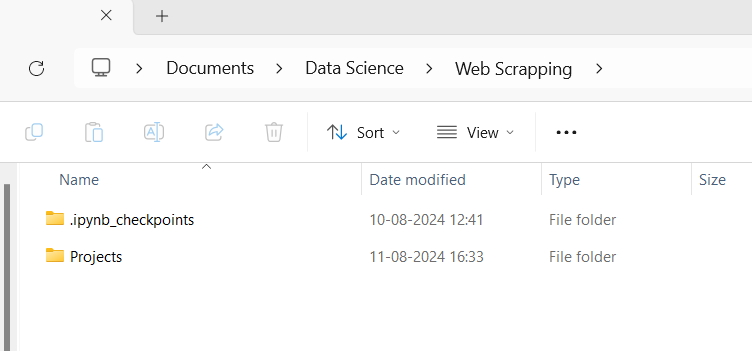 Documents > Data Science > Web Scrapping >
Sort View
Name Date modified Type Size
.ipynb_checkpoints 10-08-2024 12:41 File folder
Projects 11-08-2024 16:33 File folder